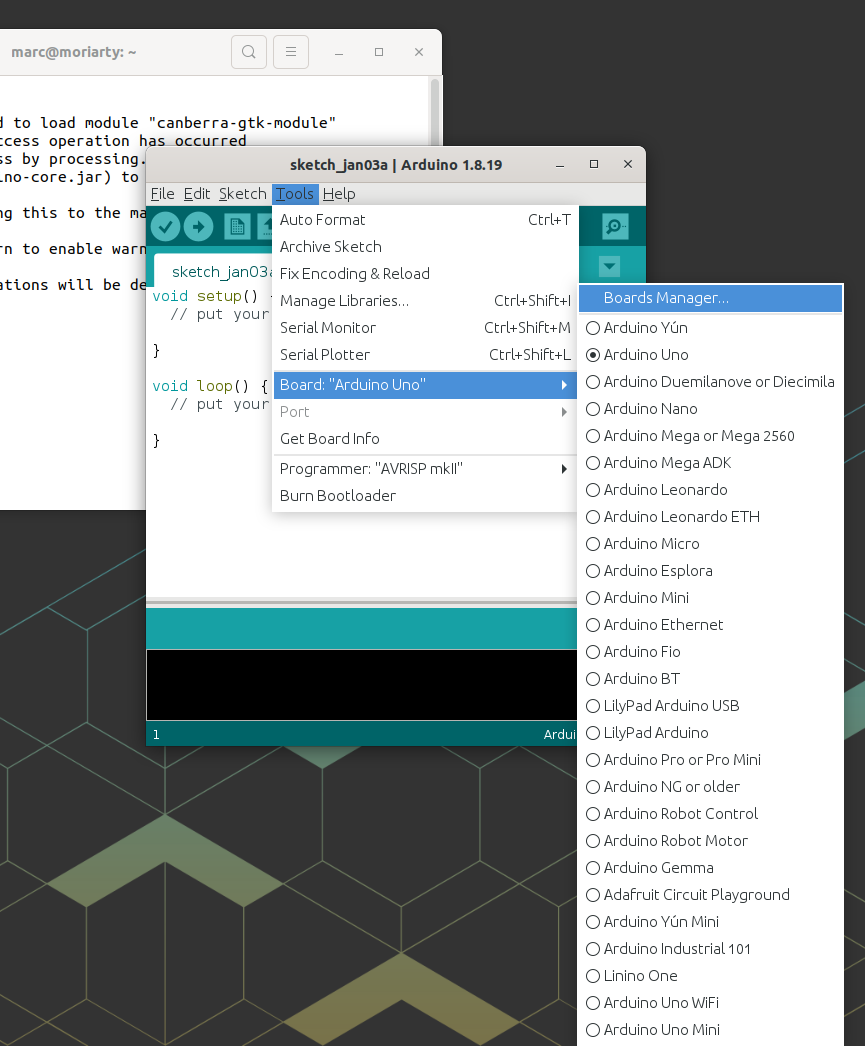 marc@moriarty: ~
d to load module "canberra-gtk-module"
ccess operation has occurred
ss by processing.
ino-core.jar) to
ng this to the ma
rn to enable warn
ations will be de
sketch_jan03a | Arduino 1.8.19
File Edit Sketch Tools Help
sketch_jan03a
void setup() {
// put your
}
void loop() {
// put your
}
1
Ardui
Auto Format Ctrl+T
Archive Sketch
Fix Encoding & Reload
Manage Libraries... Ctrl+Shift+I
Serial Monitor Ctrl+Shift+M
Serial Plotter Ctrl+Shift+L
Board: "Arduino Uno"
Port
Get Board Info
Programmer: "AVRISP mkII"
Burn Bootloader
Boards Manager...
Arduino Yún
Arduino Uno
Arduino Duemilanove or Diecimila
Arduino Nano
Arduino Mega or Mega 2560
Arduino Mega ADK
Arduino Leonardo
Arduino Leonardo ETH
Arduino Micro
Arduino Esplora
Arduino Mini
Arduino Ethernet
Arduino Fio
Arduino BT
LilyPad Arduino USB
LilyPad Arduino
Arduino Pro or Pro Mini
Arduino NG or older
Arduino Robot Control
Arduino Robot Motor
Arduino Gemma
Adafruit Circuit Playground
Arduino Yún Mini
Arduino Industrial 101
Linino One
Arduino Uno WiFi
Arduino Uno Mini